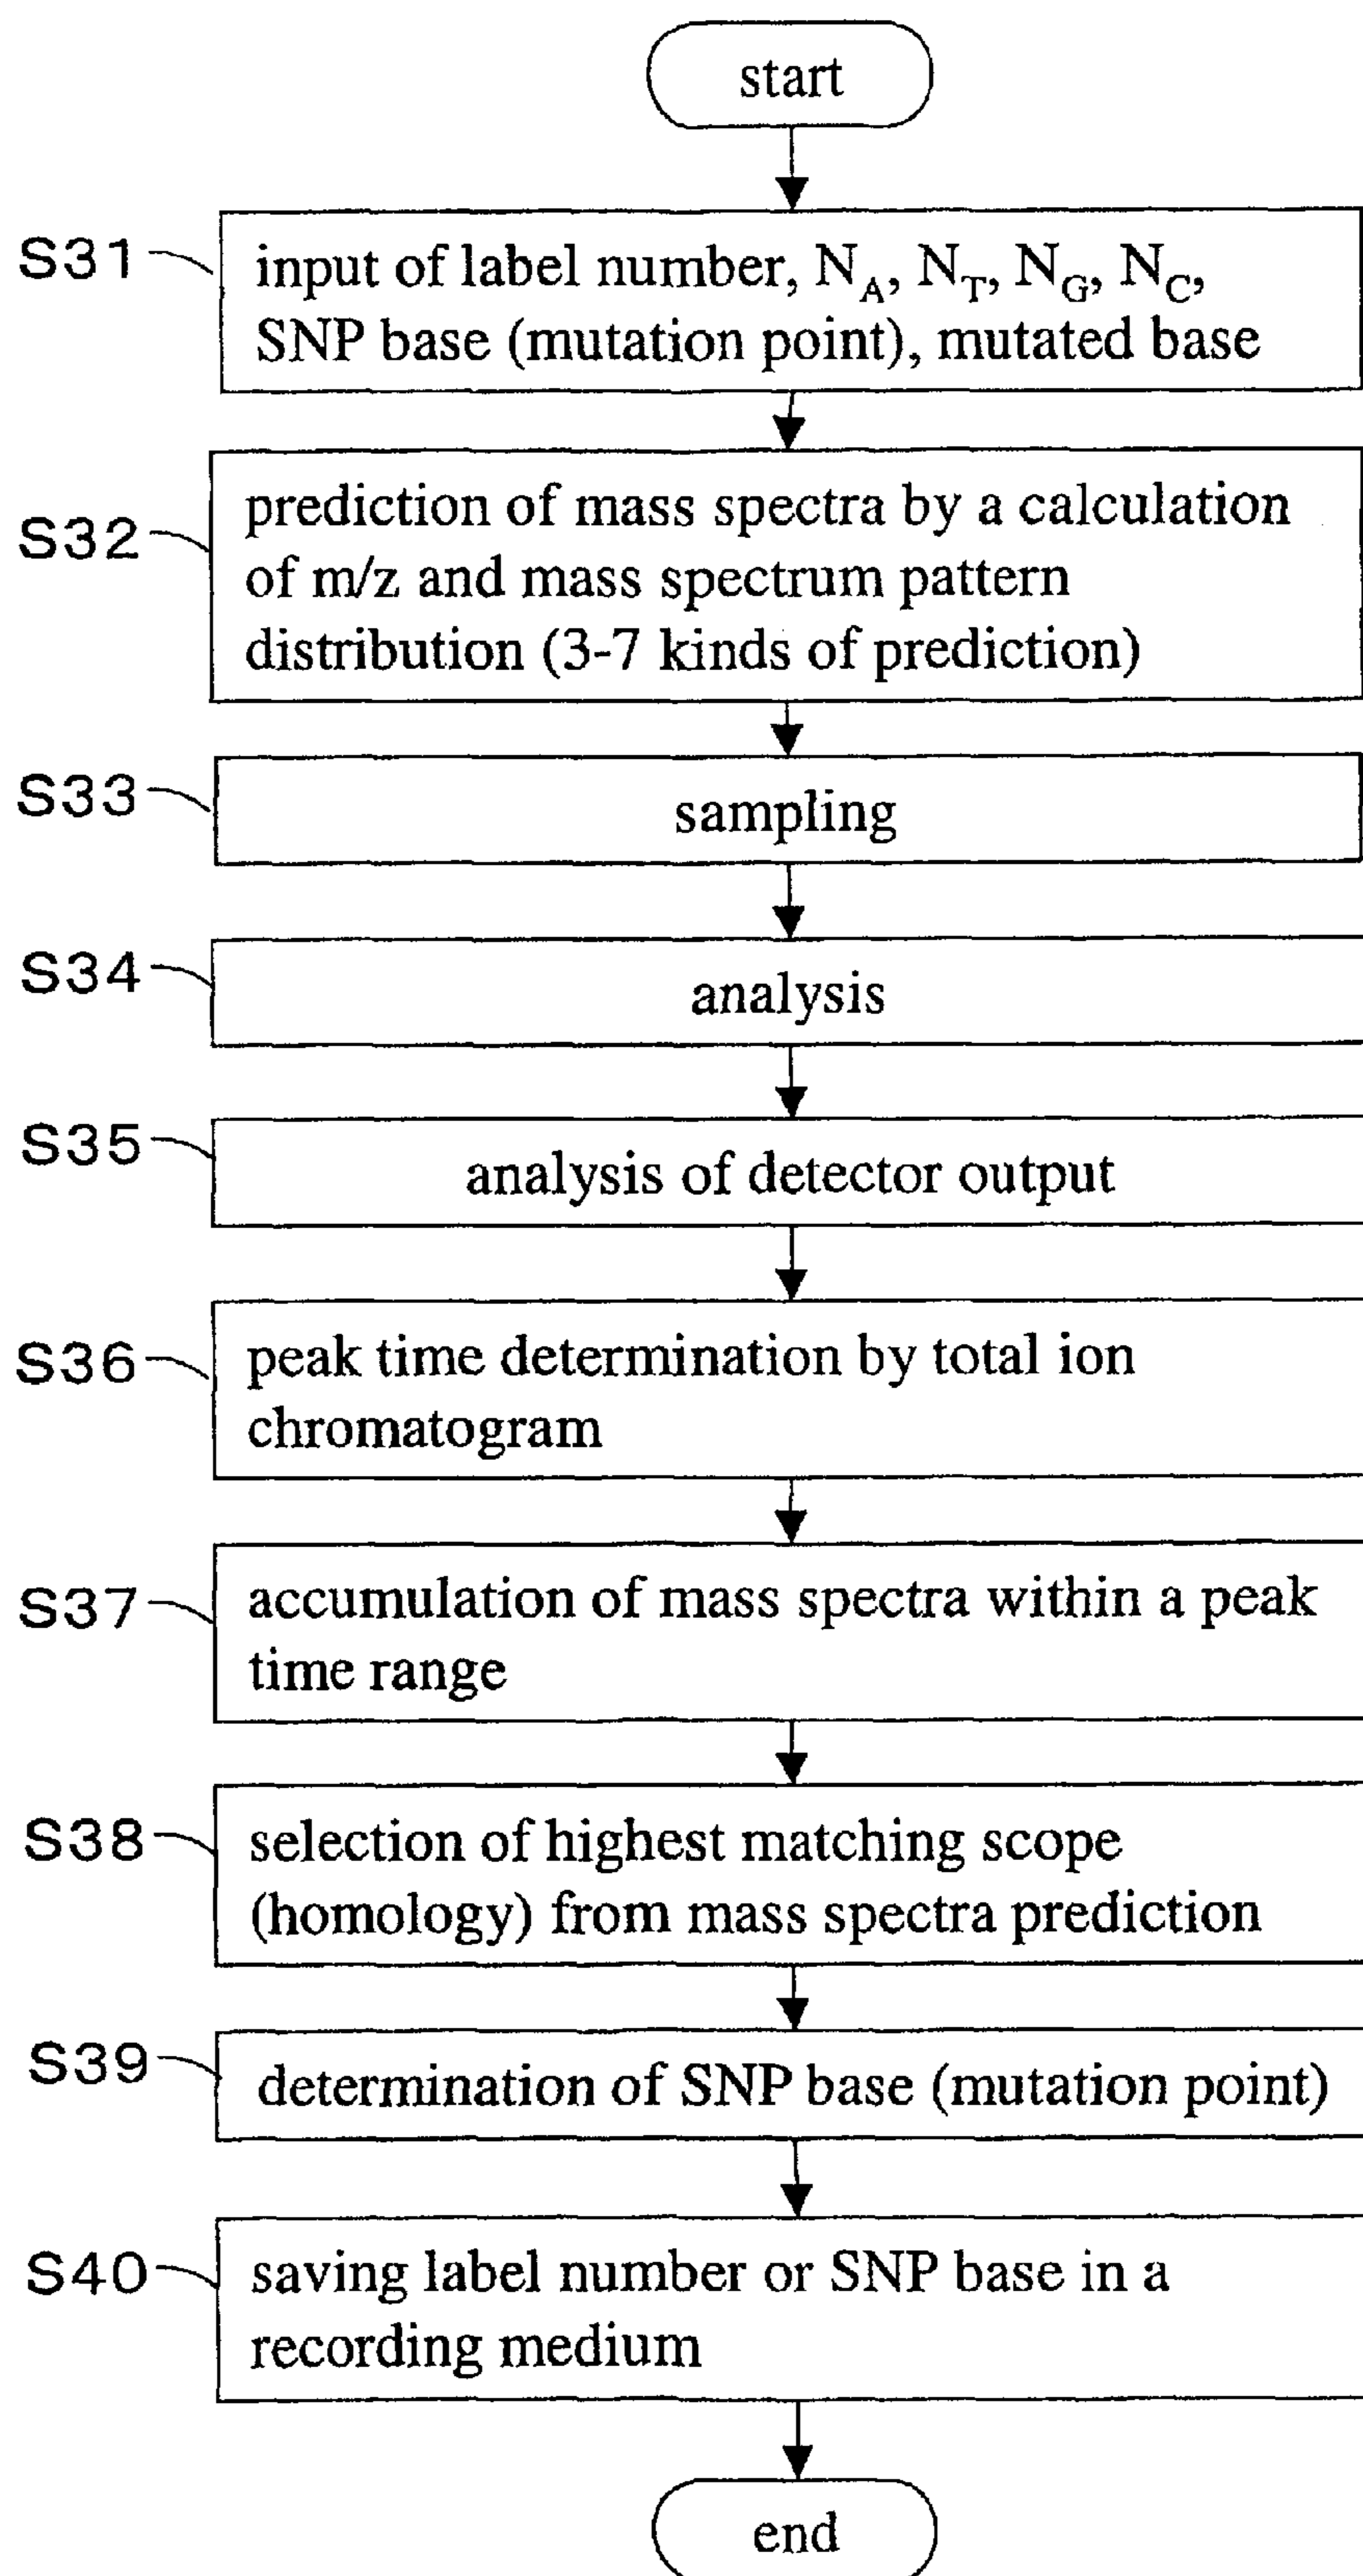 start
S31
input of label number, N_A, N_T, N_G, N_C,
SNP base (mutation point), mutated base
S32
prediction of mass spectra by a calculation
of m/z and mass spectrum pattern
distribution (3-7 kinds of prediction)
S33
sampling
S34
analysis
S35
analysis of detector output
S36
peak time determination by total ion
chromatogram
S37
accumulation of mass spectra within a peak
time range
S38
selection of highest matching scope
(homology) from mass spectra prediction
S39
determination of SNP base (mutation point)
S40
saving label number or SNP base in a
recording medium
end